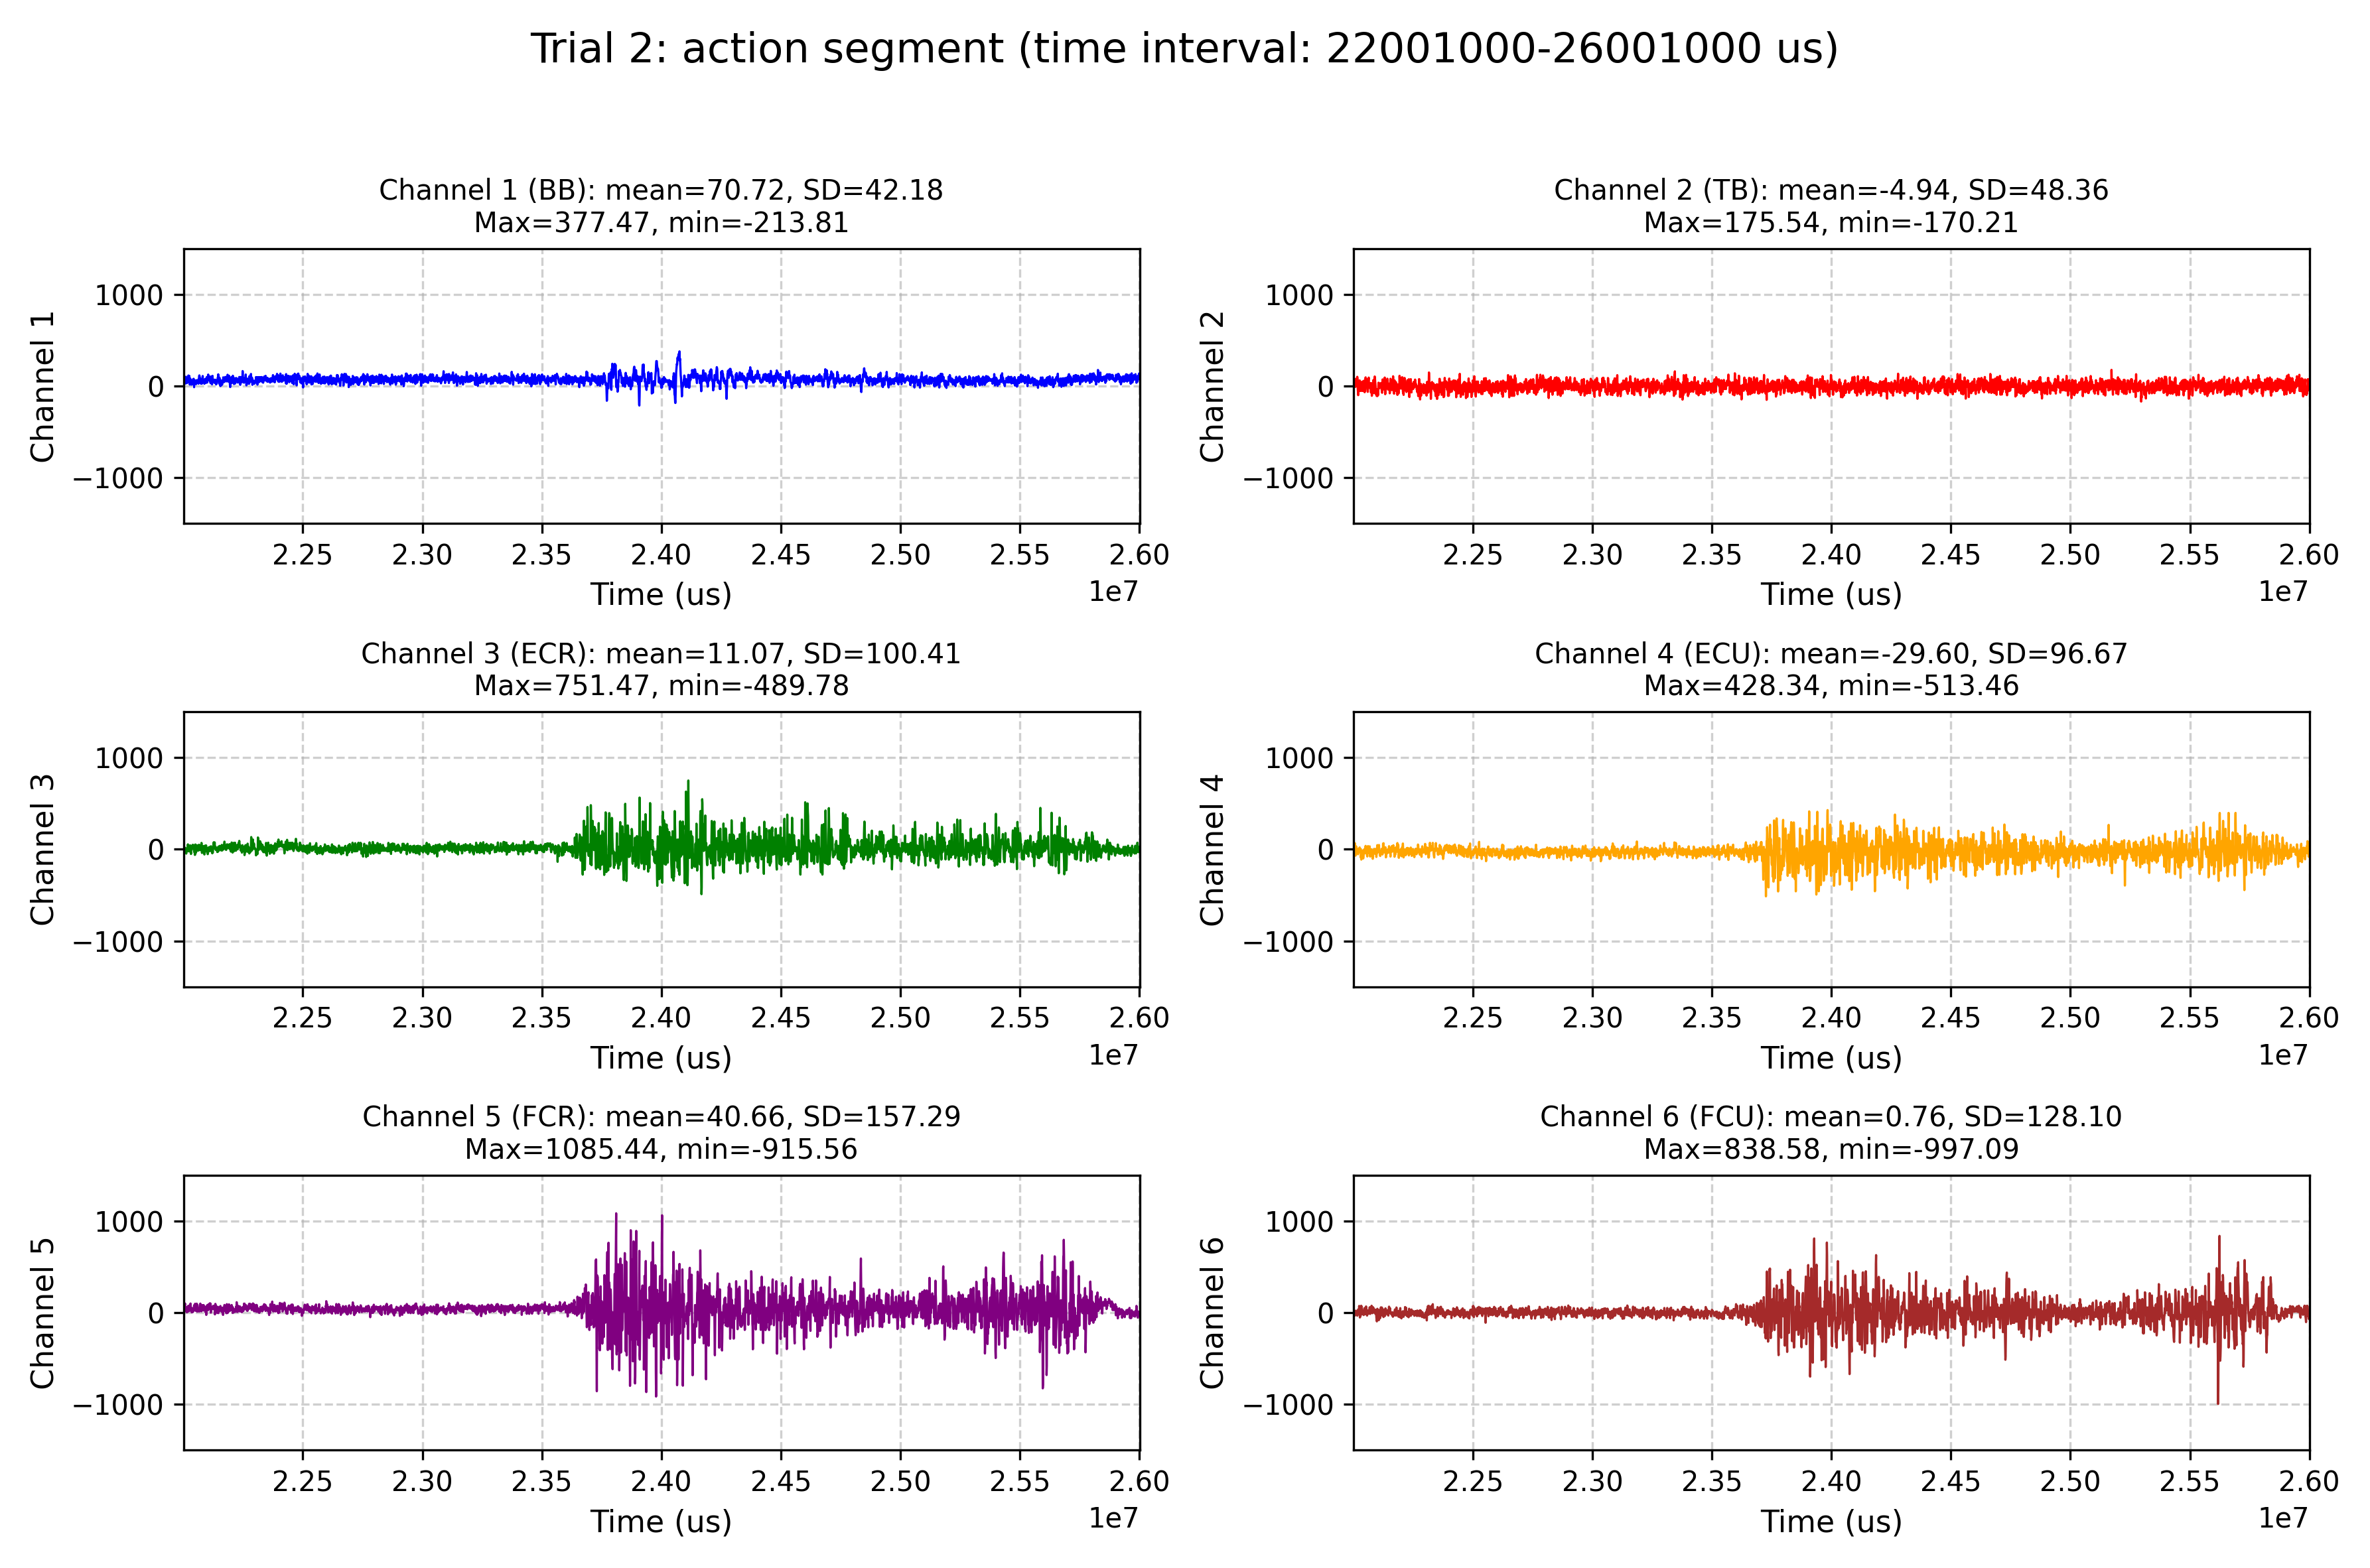 Trial 2: action segment (time interval: 22001000-26001000 us)
Channel 1 (BB): mean=70.72, SD=42.18
Max=377.47, min=-213.81
Channel 1
1000
0
−1000
2.25 2.30 2.35 2.40 2.45 2.50 2.55 2.60
1e7
Time (us)
Channel 2 (TB): mean=-4.94, SD=48.36
Max=175.54, min=-170.21
Channel 2
1000
0
−1000
2.25 2.30 2.35 2.40 2.45 2.50 2.55 2.60
1e7
Time (us)
Channel 3 (ECR): mean=11.07, SD=100.41
Max=751.47, min=-489.78
Channel 3
1000
0
−1000
2.25 2.30 2.35 2.40 2.45 2.50 2.55 2.60
1e7
Time (us)
Channel 4 (ECU): mean=-29.60, SD=96.67
Max=428.34, min=-513.46
Channel 4
1000
0
−1000
2.25 2.30 2.35 2.40 2.45 2.50 2.55 2.60
1e7
Time (us)
Channel 5 (FCR): mean=40.66, SD=157.29
Max=1085.44, min=-915.56
Channel 5
1000
0
−1000
2.25 2.30 2.35 2.40 2.45 2.50 2.55 2.60
1e7
Time (us)
Channel 6 (FCU): mean=0.76, SD=128.10
Max=838.58, min=-997.09
Channel 6
1000
0
−1000
2.25 2.30 2.35 2.40 2.45 2.50 2.55 2.60
1e7
Time (us)